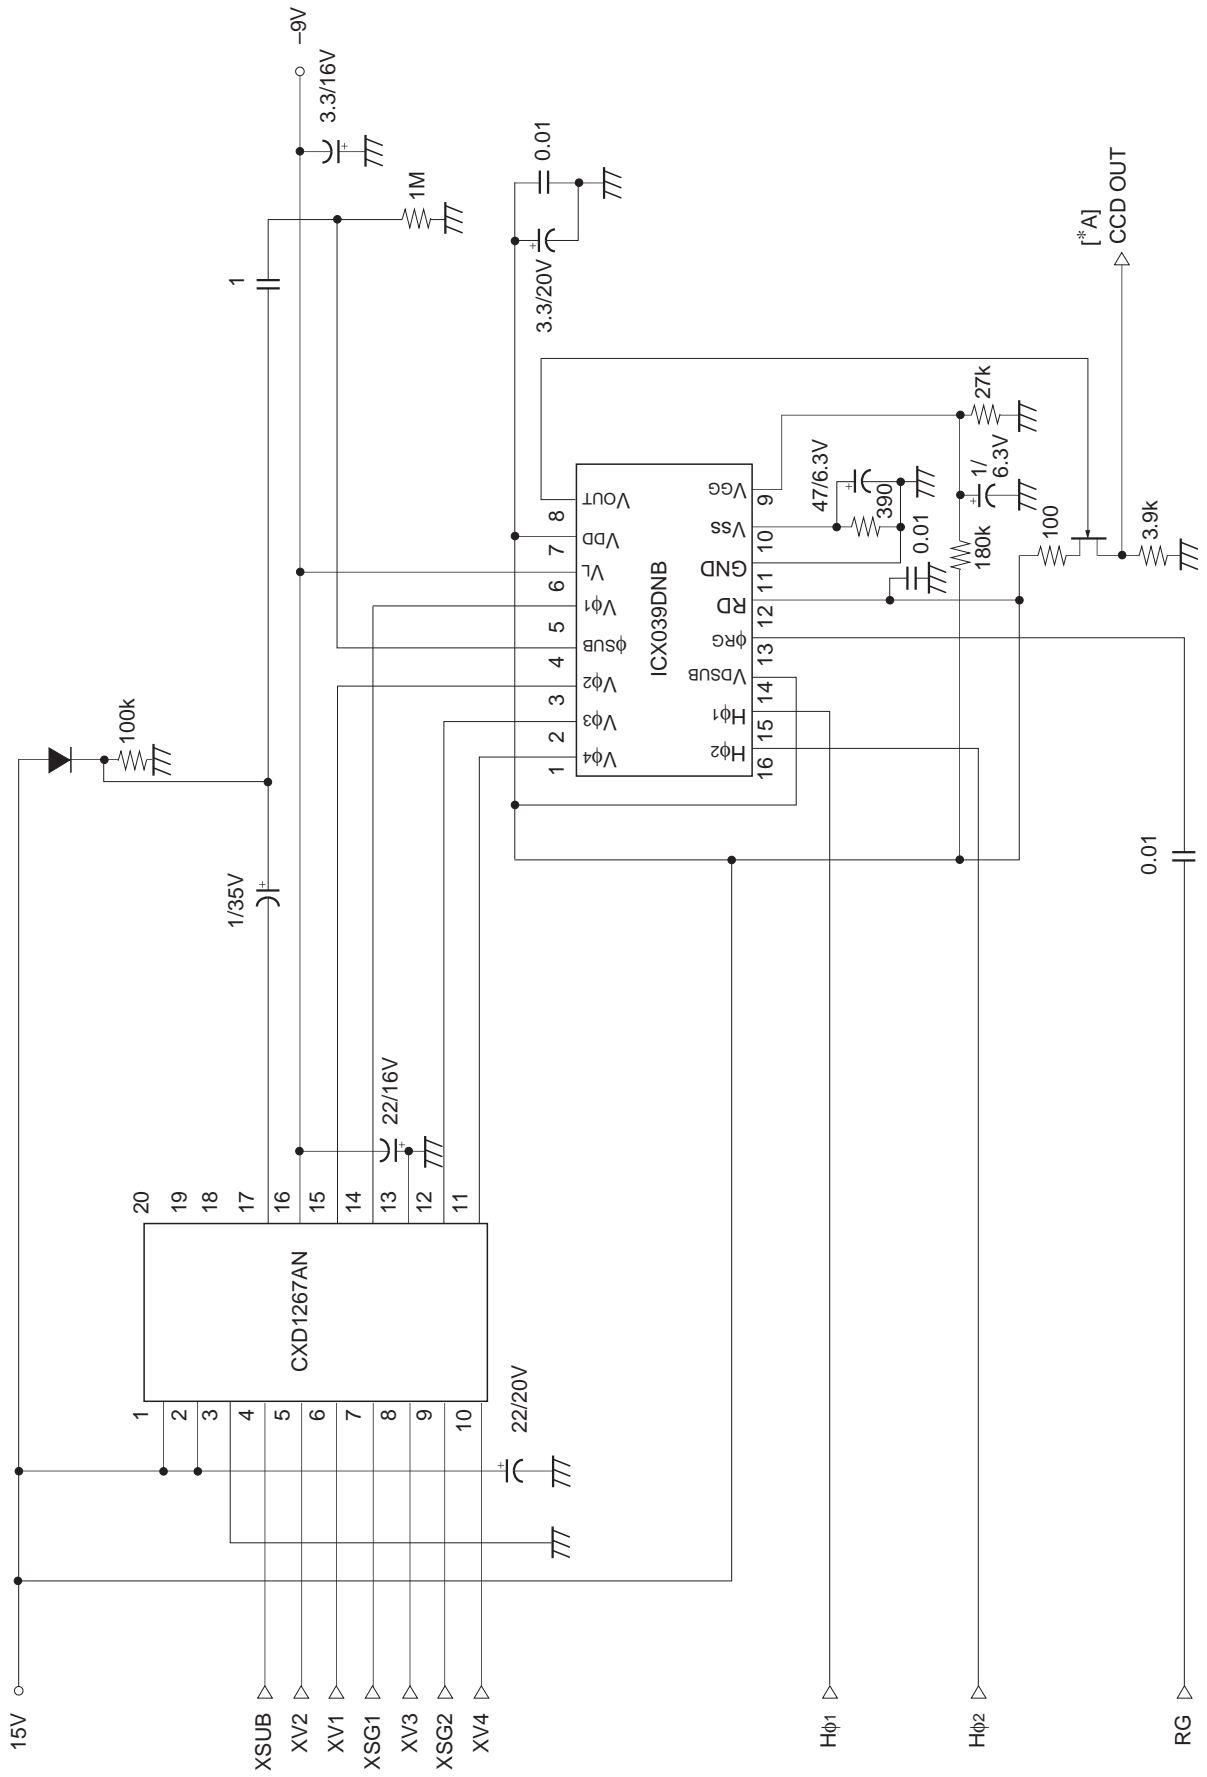 15V
XSUB
XV2
XV1
XSG1
XV3
XSG2
XV4
Hϕ1
Hϕ2
RG
1
2
3
4
5
6
7
8
9
10
CXD1267AN
20
19
18
17
16
15
14
13
12
11
22/20V
22/16V
1/35V
100k
1
1M
–9V
3.3/16V
3.3/20V
0.01
1
2
3
4
5
6
7
8
Vϕ4
Vϕ3
Vϕ2
ϕSUB
Vϕ1
VL
VDD
VOUT
ICX039DNB
Hϕ2
Hϕ1
VDSUB
ϕRG
RD
GND
VSS
VGG
16
15
14
13
12
11
10
9
47/6.3V
390
0.01
180k
1/
6.3V
27k
100
3.9k
0.01
[*A]
CCD OUT